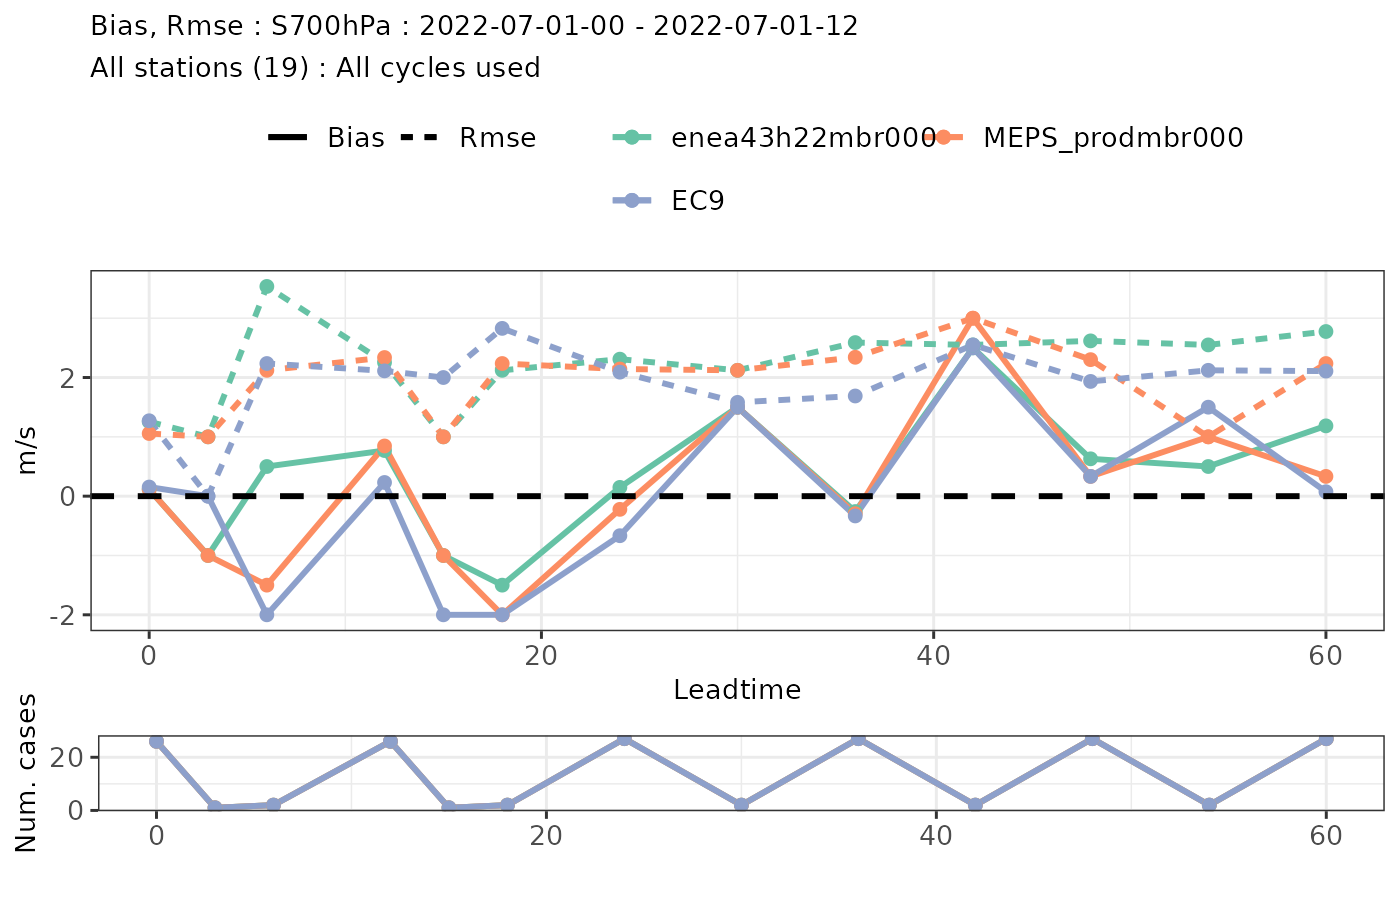 Bias, Rmse : S700hPa : 2022-07-01-00 - 2022-07-01-12
All stations (19) : All cycles used
Bias Rmse enea43h22mbr000 MEPS_prodmbr000
EC9
m/s
2
0
-2
0 20 40 60
Leadtime
Num. cases
20
0
0 20 40 60